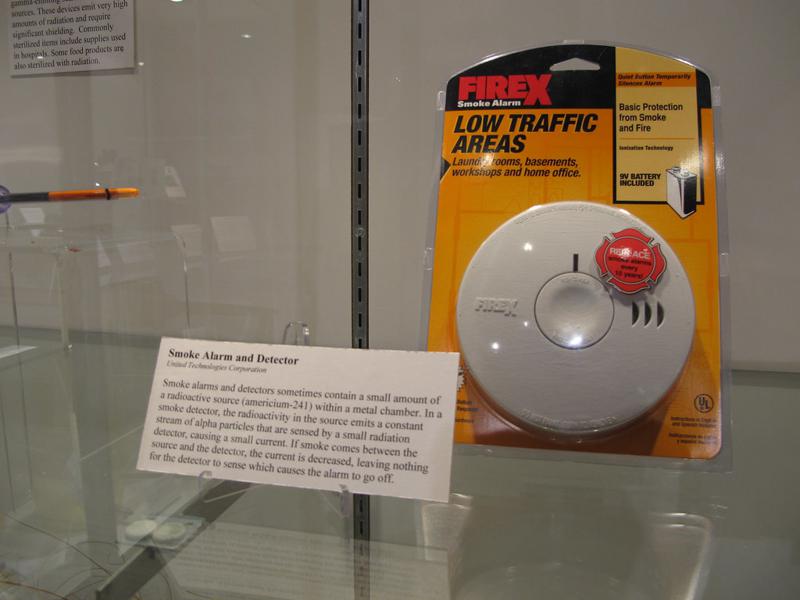 sources. These devices emit very high
amounts of radiation and require
significant shielding. Commonly
sterilized items include supplies used
in hospitals. Some food products are
also sterilized with radiation.
FIREX
Smoke Alarm
LOW TRAFFIC
AREAS
Laundry rooms, basements,
workshops and home office.
Quiet Button Temporarily
Silences Alarm
Basic Protection
from Smoke
and Fire
Ionization Technology
9V BATTERY
INCLUDED
REPLACE
smoke alarms
every
10 years!
FIREX
UL
Smoke Alarm and Detector
United Technologies Corporation
Smoke alarms and detectors sometimes contain a small amount of
a radioactive source (americium-241) within a metal chamber. In a
smoke detector, the radioactivity in the source emits a constant
stream of alpha particles that are sensed by a small radiation
detector, causing a small current. If smoke comes between the
source and the detector, the current is decreased, leaving nothing
for the detector to sense which causes the alarm to go off.